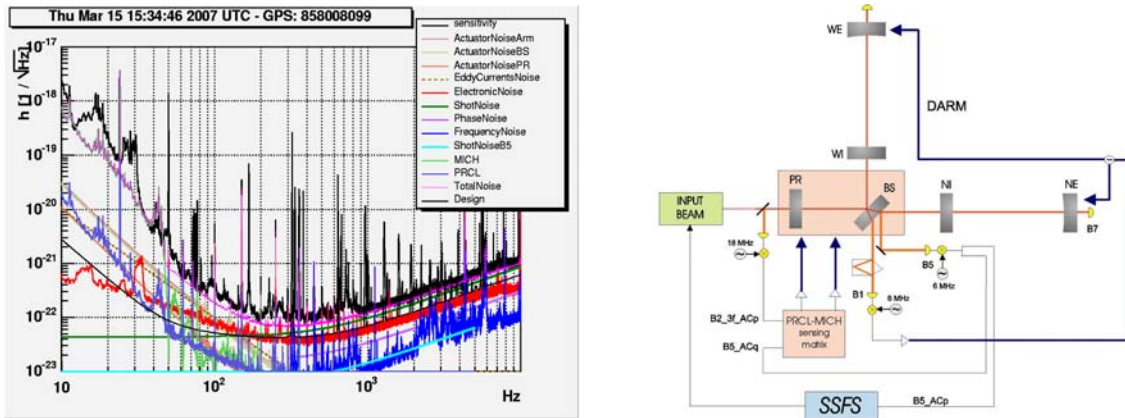 Thu Mar 15 15:34:46 2007 UTC - GPS: 858008099
h [1 / √Hz]
10⁻¹⁷
10⁻¹⁸
10⁻¹⁹
10⁻²⁰
10⁻²¹
10⁻²²
10⁻²³
10
10²
10³
Hz
sensitivity
ActuatorNoiseArm
ActuatorNoiseBS
ActuatorNoisePR
EddyCurrentsNoise
ElectronicNoise
ShotNoise
PhaseNoise
FrequencyNoise
ShotNoiseB5
MICH
PRCL
TotalNoise
Design
WE
DARM
WI
PR
BS
NI
NE
INPUT
BEAM
B7
18 MHz
B5
6 MHz
B1
6 MHz
B2_3f_ACp
PRCL-MICH
sensing
matrix
B5_ACq
SSFS
B5_ACp